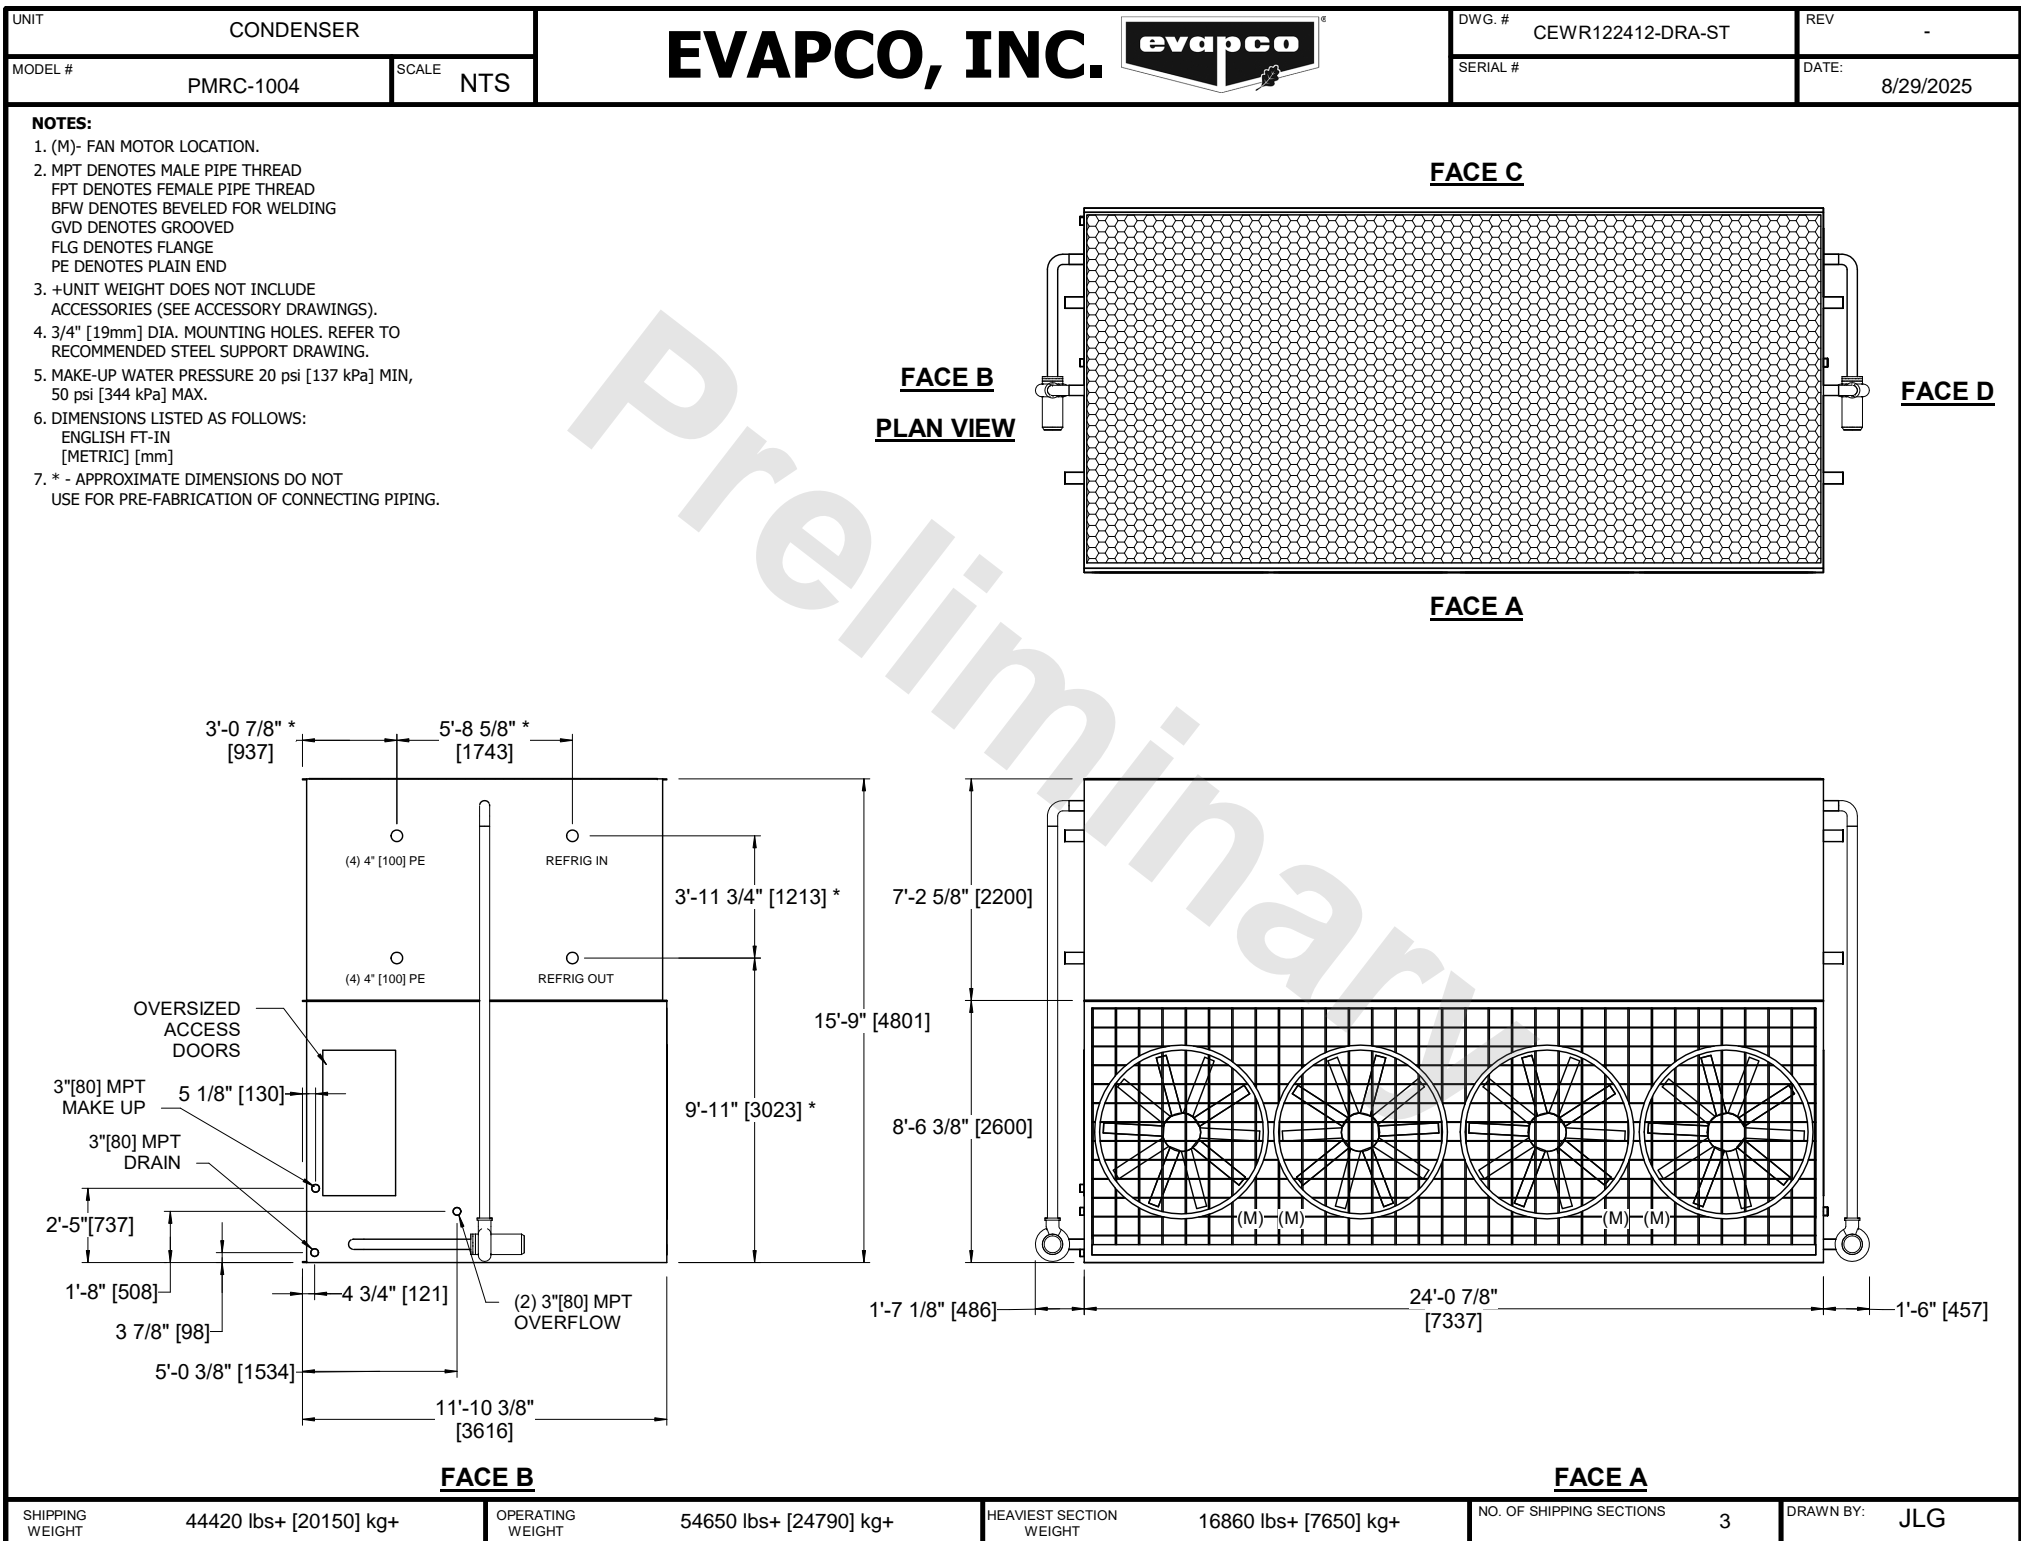 UNIT
CONDENSER
MODEL #
PMRC-1004
SCALE
NTS
EVAPCO, INC.
evapco
®
DWG. #
CEWR122412-DRA-ST
REV
-
SERIAL #
DATE:
8/29/2025
NOTES:
1. (M)- FAN MOTOR LOCATION.
2. MPT DENOTES MALE PIPE THREAD
FPT DENOTES FEMALE PIPE THREAD
BFW DENOTES BEVELED FOR WELDING
GVD DENOTES GROOVED
FLG DENOTES FLANGE
PE DENOTES PLAIN END
3. +UNIT WEIGHT DOES NOT INCLUDE
ACCESSORIES (SEE ACCESSORY DRAWINGS).
4. 3/4" [19mm] DIA. MOUNTING HOLES. REFER TO
RECOMMENDED STEEL SUPPORT DRAWING.
5. MAKE-UP WATER PRESSURE 20 psi [137 kPa] MIN,
50 psi [344 kPa] MAX.
6. DIMENSIONS LISTED AS FOLLOWS:
ENGLISH FT-IN
[METRIC] [mm]
7. * - APPROXIMATE DIMENSIONS DO NOT
USE FOR PRE-FABRICATION OF CONNECTING PIPING.
FACE C
FACE B
PLAN VIEW
FACE D
FACE A
Preliminary
3'-0 7/8" *
[937]
5'-8 5/8" *
[1743]
(4) 4" [100] PE
REFRIG IN
3'-11 3/4" [1213] *
(4) 4" [100] PE
REFRIG OUT
15'-9" [4801]
9'-11" [3023] *
OVERSIZED
ACCESS
DOORS
3"[80] MPT
MAKE UP
5 1/8" [130]
3"[80] MPT
DRAIN
2'-5"[737]
1'-8" [508]
3 7/8" [98]
4 3/4" [121]
(2) 3"[80] MPT
OVERFLOW
5'-0 3/8" [1534]
11'-10 3/8"
[3616]
FACE B
7'-2 5/8" [2200]
8'-6 3/8" [2600]
(M)
(M)
(M)
(M)
1'-7 1/8" [486]
24'-0 7/8"
[7337]
1'-6" [457]
FACE A
SHIPPING
WEIGHT
44420 lbs+ [20150] kg+
OPERATING
WEIGHT
54650 lbs+ [24790] kg+
HEAVIEST SECTION
WEIGHT
16860 lbs+ [7650] kg+
NO. OF SHIPPING SECTIONS
3
DRAWN BY:
JLG